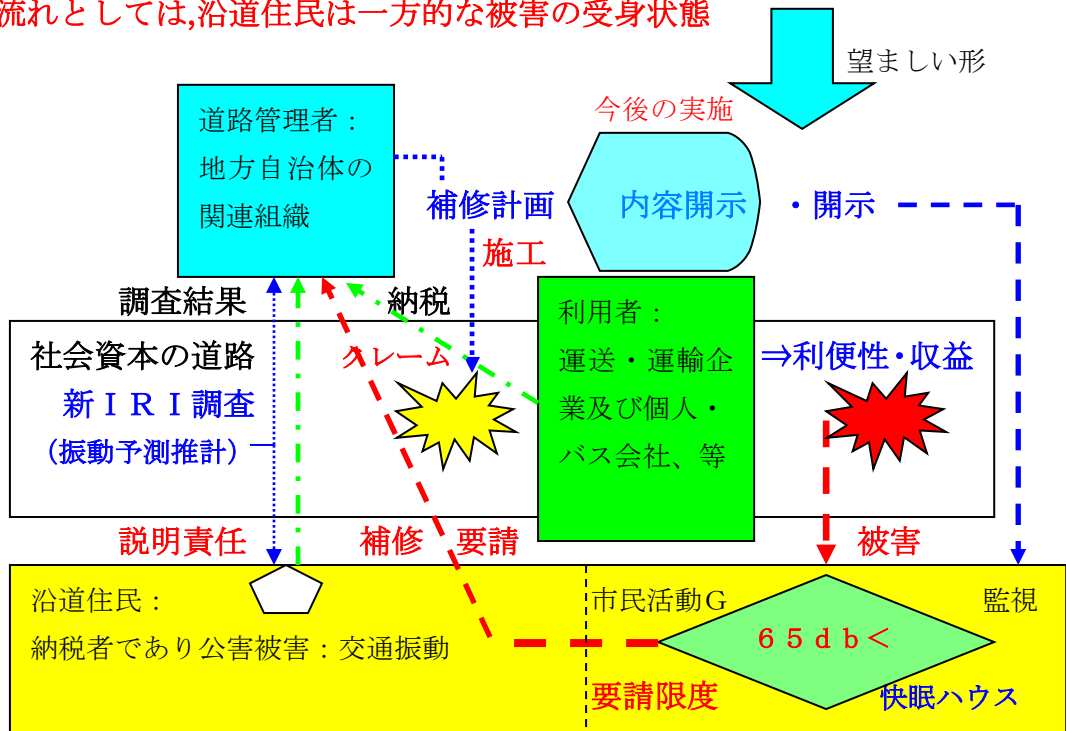 流れとしては,沿道住民は一方的な被害の受身状態
望ましい形
今後の実施
道路管理者：
地方自治体の
関連組織
補修計画
内容開示
・開示
施工
調査結果
納税
利用者：
運送・運輸企
業及び個人・
バス会社、等
社会資本の道路
クレーム
⇒利便性・収益
新ＩＲＩ調査
（振動予測推計）
説明責任
補修　要請
被害
沿道住民：
納税者であり公害被害：交通振動
市民活動Ｇ
監視
６５ｄｂ＜
要請限度
快眠ハウス